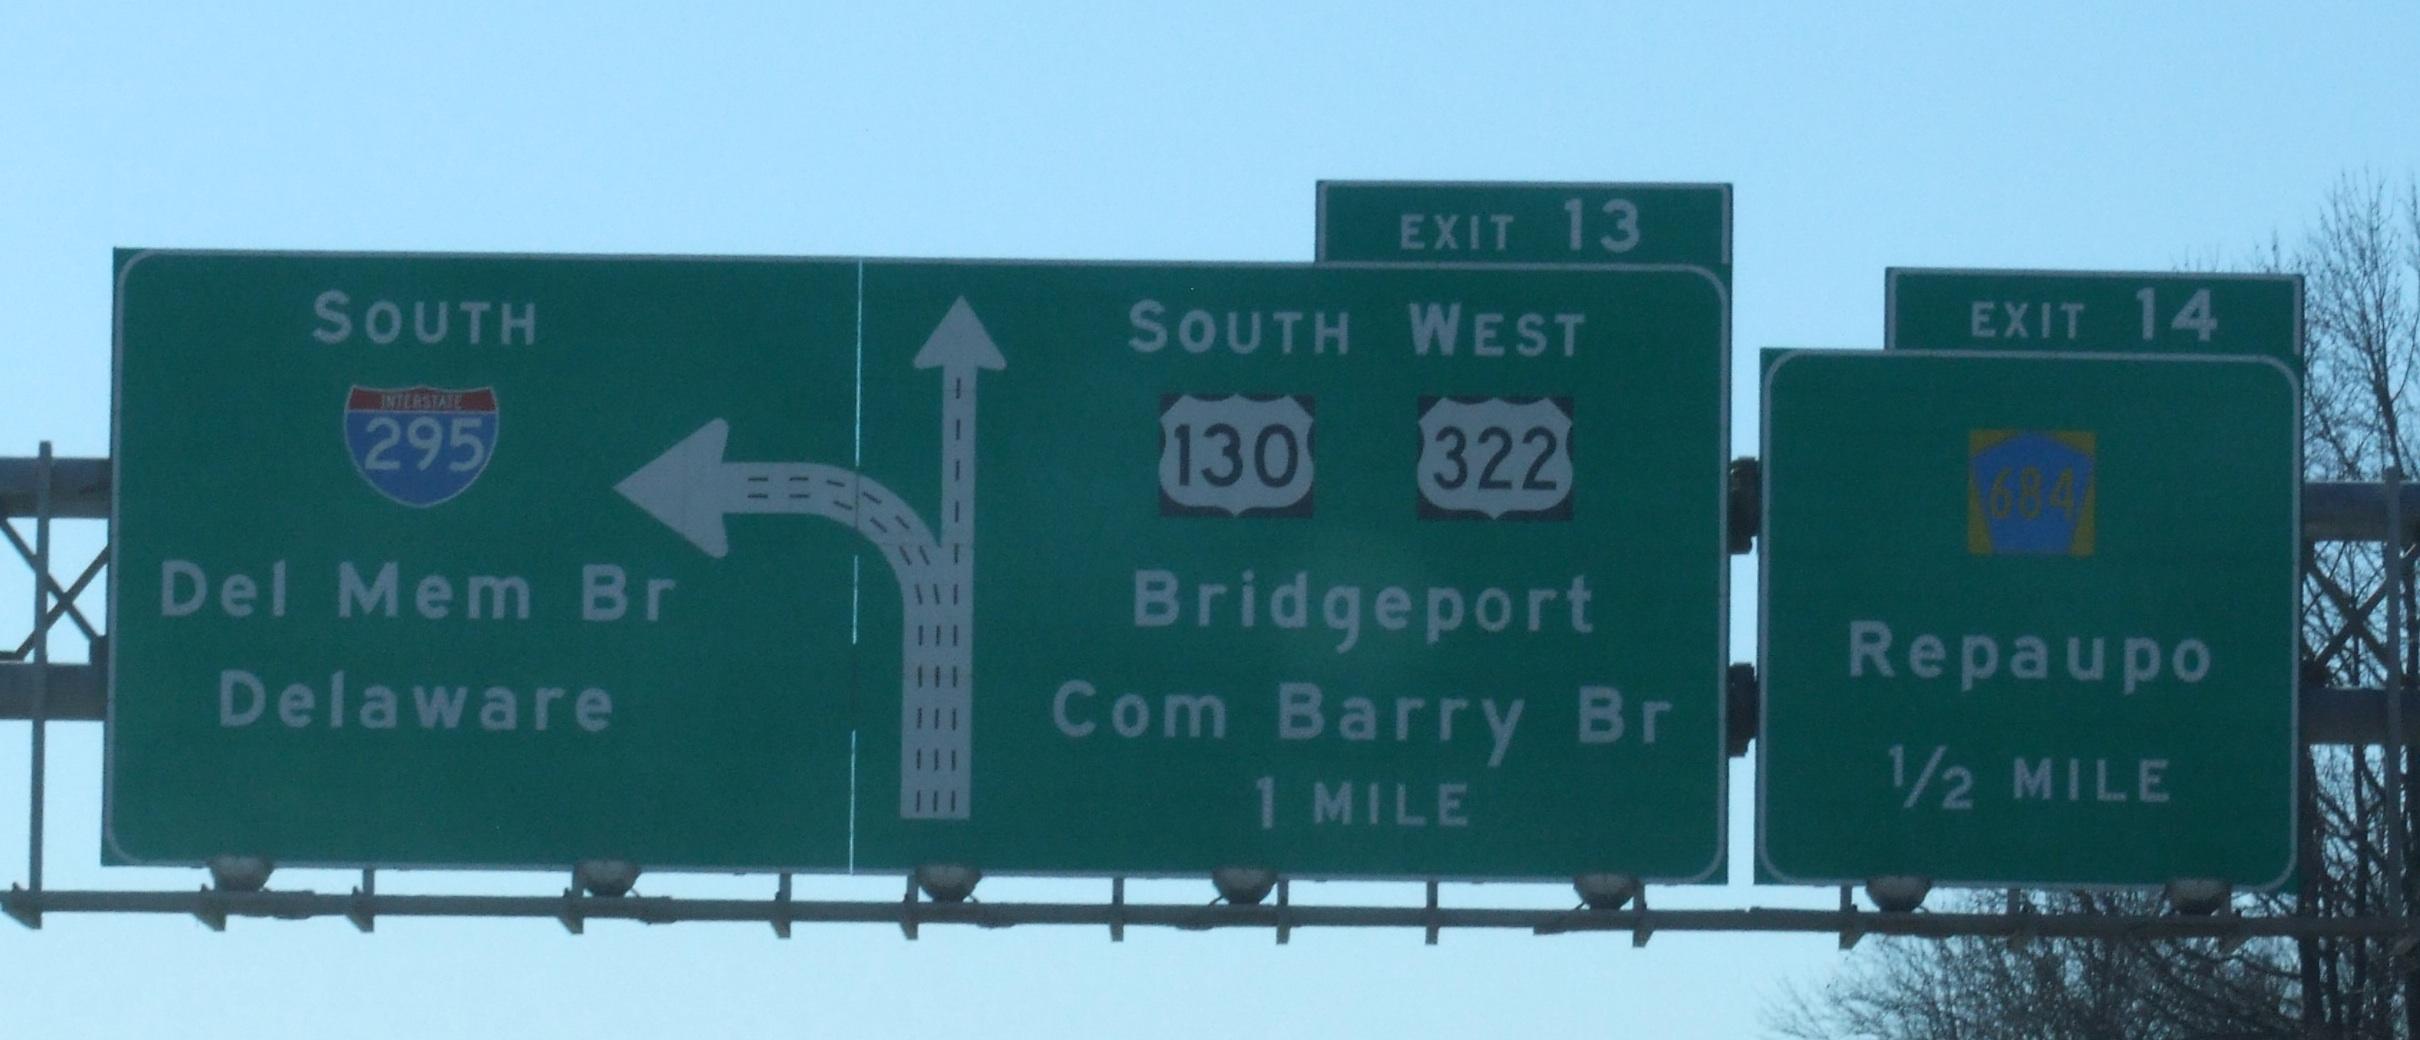 SOUTH
INTERSTATE
295
Del Mem Br
Delaware
EXIT 13
SOUTH WEST
130 322
Bridgeport
Com Barry Br
1 MILE
EXIT 14
684
Repaupo
1/2 MILE